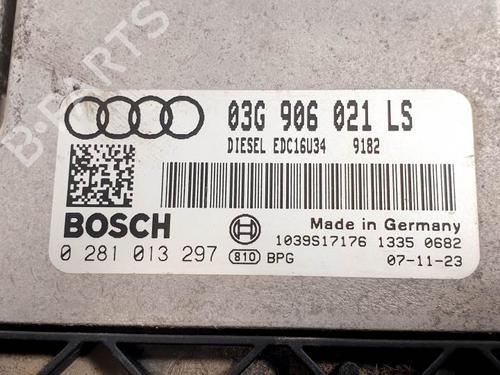 B-PARTS
03G 906 021 LS
DIESEL EDC16U34 9182
BOSCH
Made in Germany
0 281 013 297
1039S17176 1335 0682
810 BPG
07-11-23